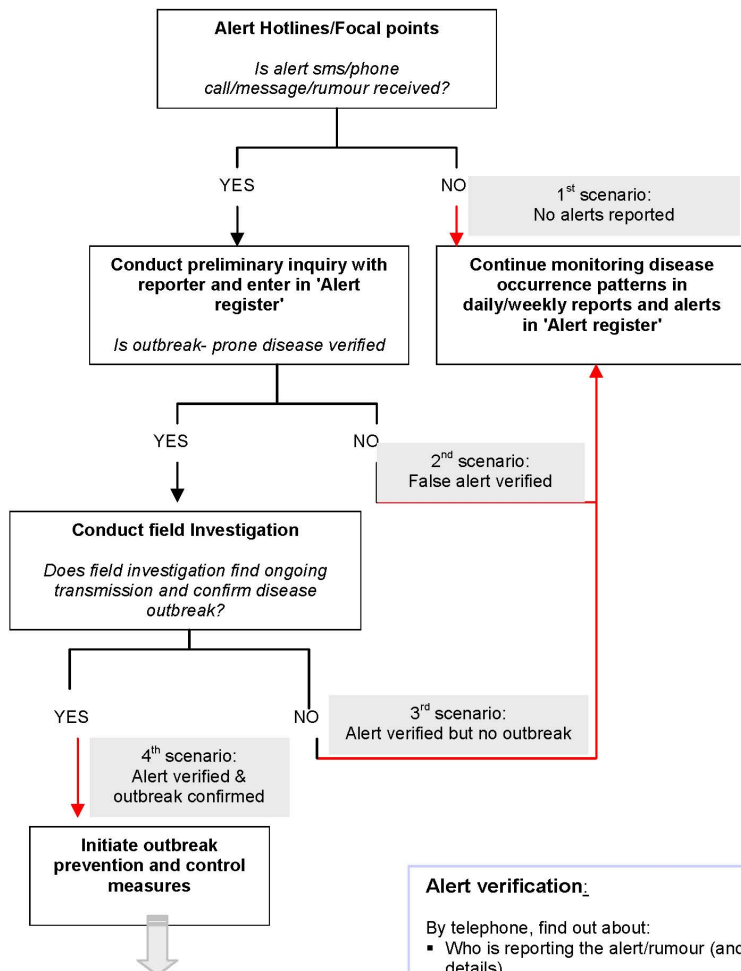 Alert Hotlines/Focal points
Is alert sms/phone
call/message/rumour received?
YES
NO
1st scenario:
No alerts reported
Conduct preliminary inquiry with
reporter and enter in 'Alert
register'
Is outbreak- prone disease verified
Continue monitoring disease
occurrence patterns in
daily/weekly reports and alerts
in 'Alert register'
YES
NO
2nd scenario:
False alert verified
Conduct field Investigation
Does field investigation find ongoing
transmission and confirm disease
outbreak?
YES
NO
3rd scenario:
Alert verified but no outbreak
4th scenario:
Alert verified &
outbreak confirmed
Initiate outbreak
prevention and control
measures
Alert verification:
By telephone, find out about:
▪ Who is reporting the alert/rumour (and
details)